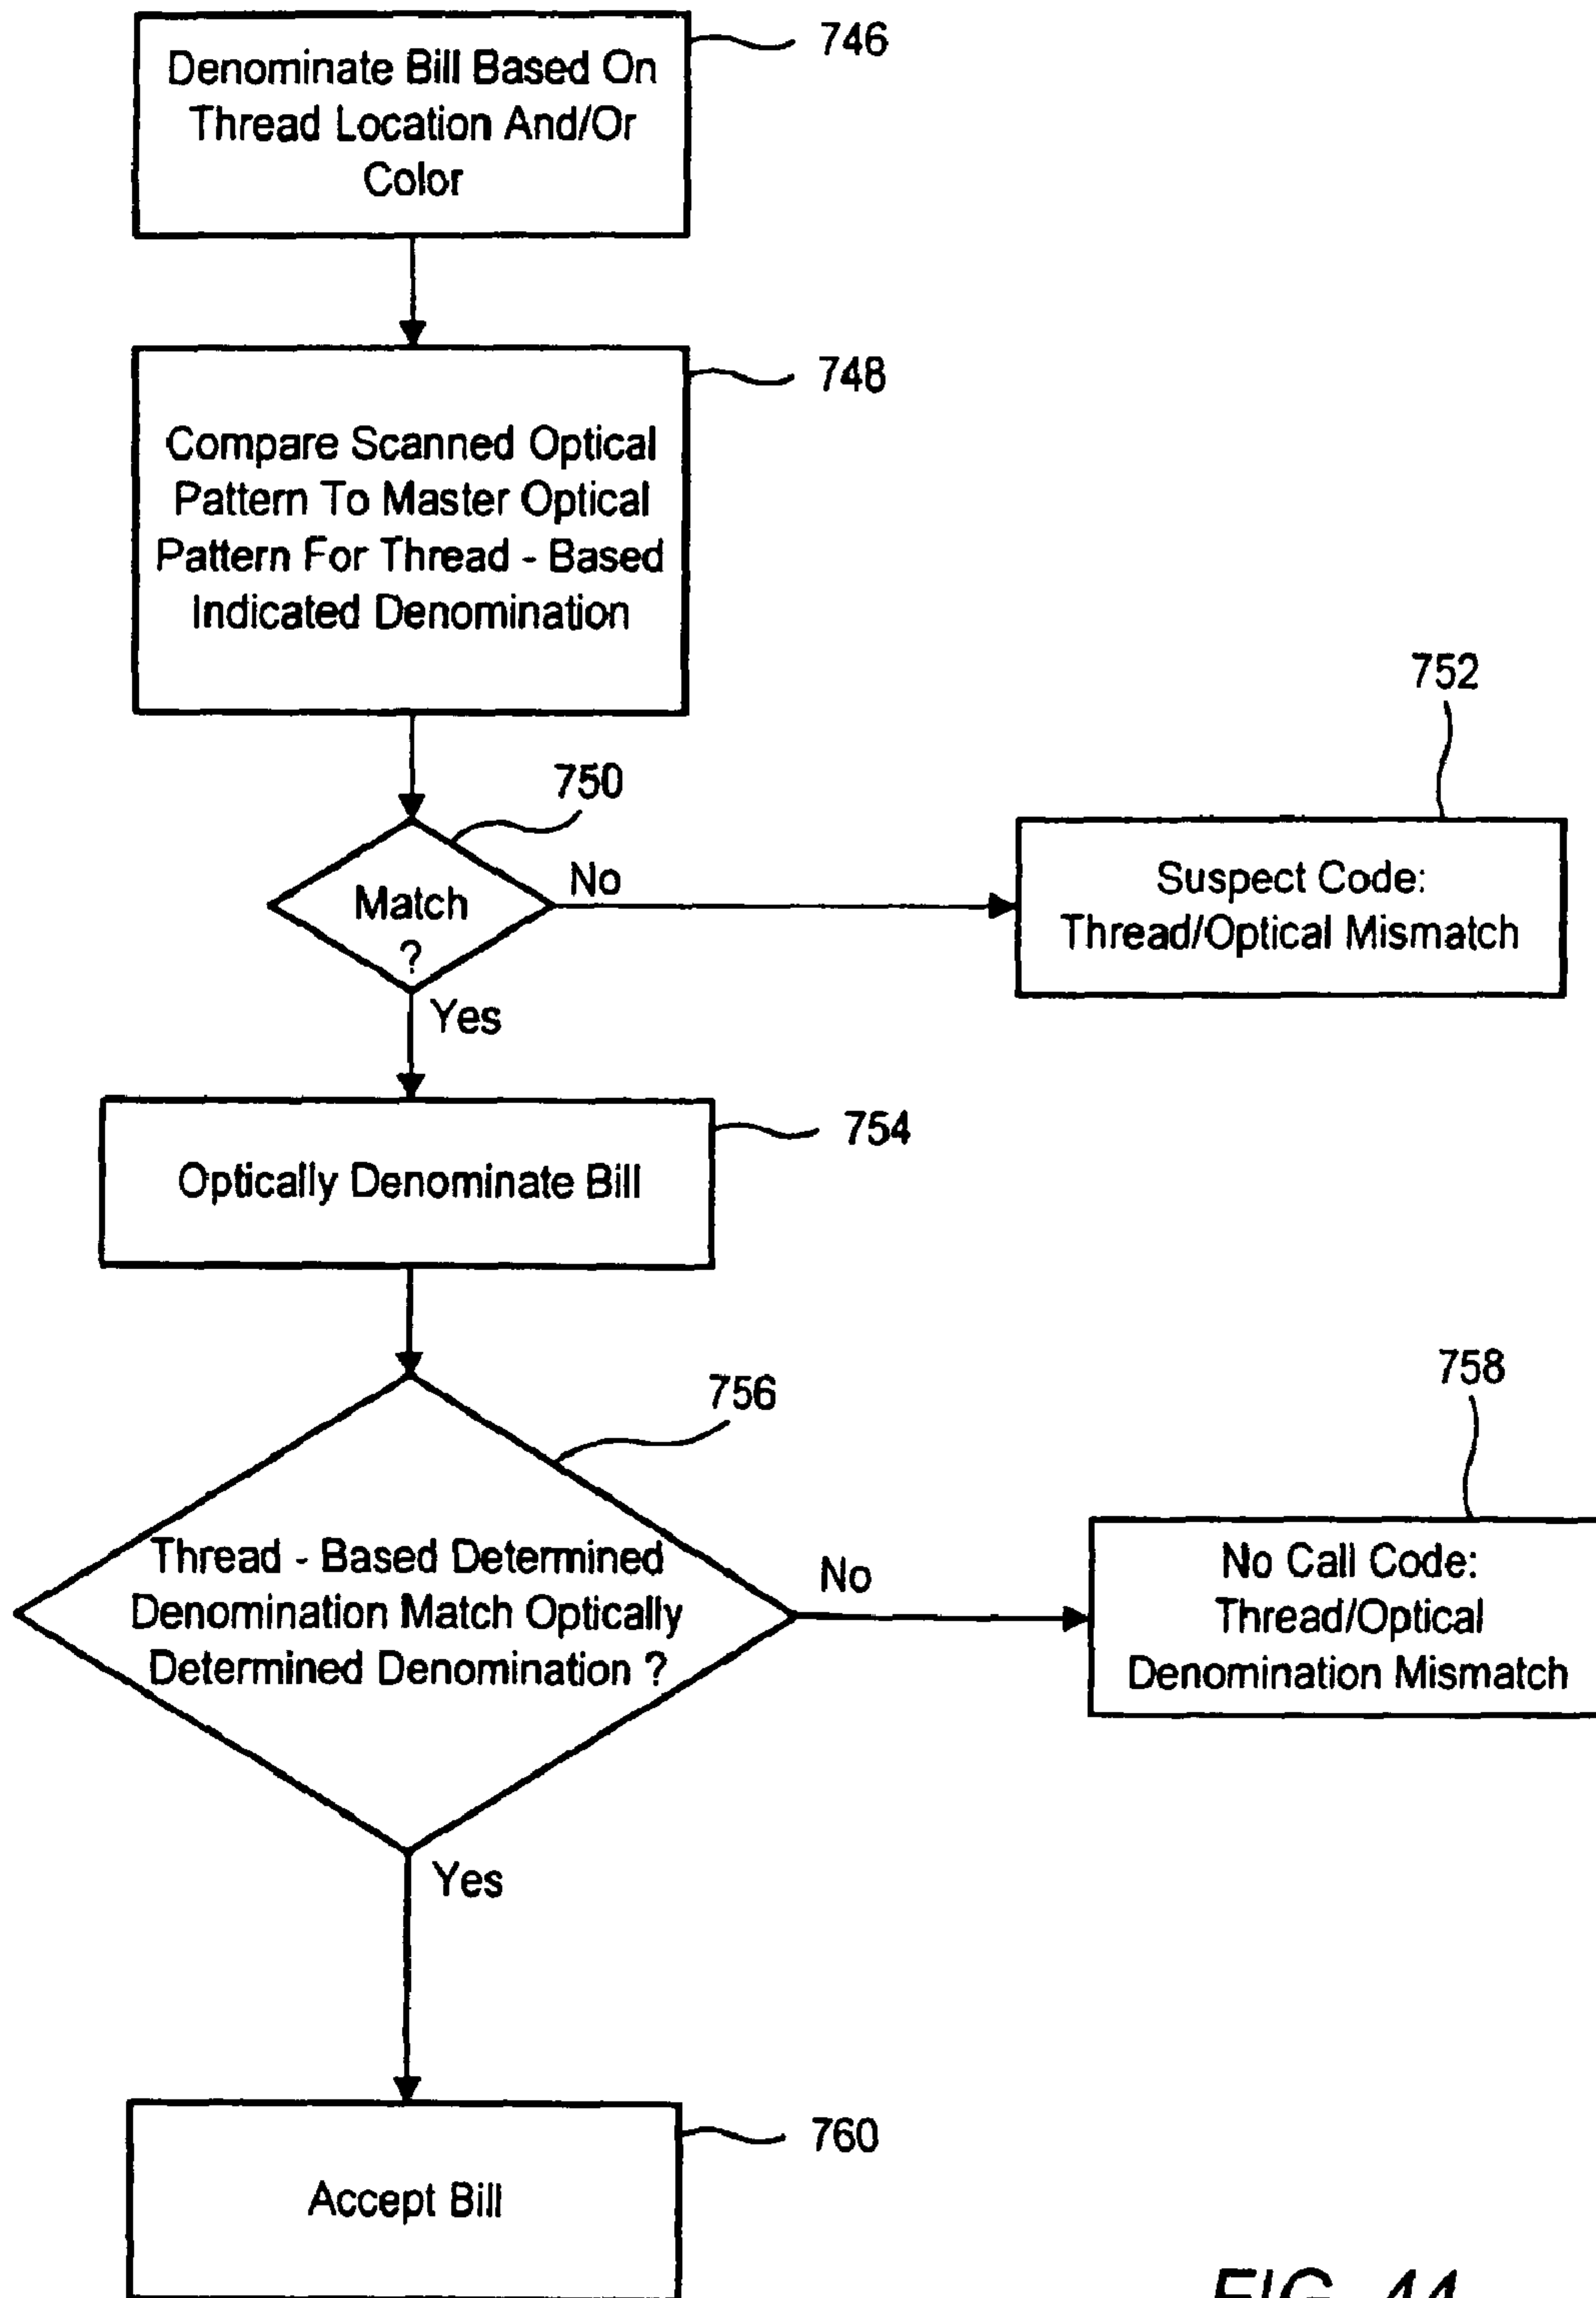 746
Denominate Bill Based On
Thread Location And/Or
Color
748
Compare Scanned Optical
Pattern To Master Optical
Pattern For Thread - Based
Indicated Denomination
752
750
Match
?
No
Suspect Code:
Thread/Optical Mismatch
Yes
754
Optically Denominate Bill
756
758
Thread - Based Determined
Denomination Match Optically
Determined Denomination ?
No
No Call Code:
Thread/Optical
Denomination Mismatch
Yes
760
Accept Bill
FIG. 44